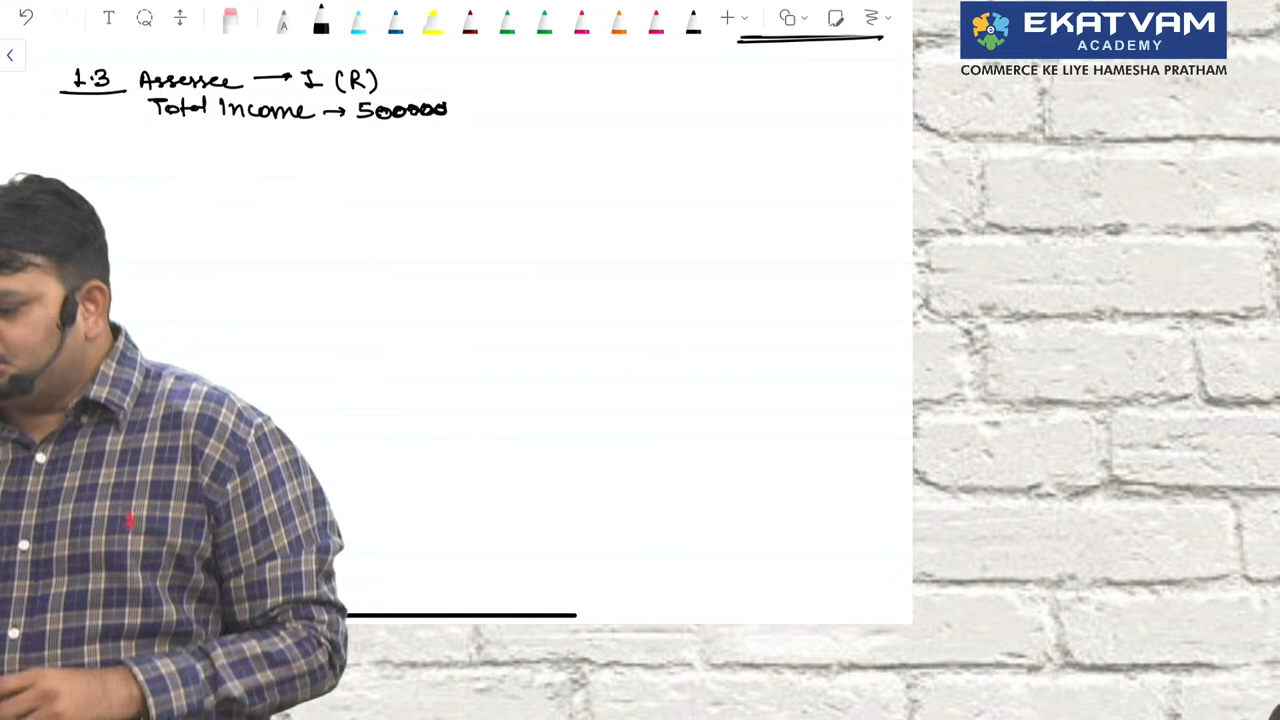 EKATVAM
ACADEMY
COMMERCE KE LIYE HAMESHA PRATHAM
1.3 Assessee → I (R)
Total Income → 500000